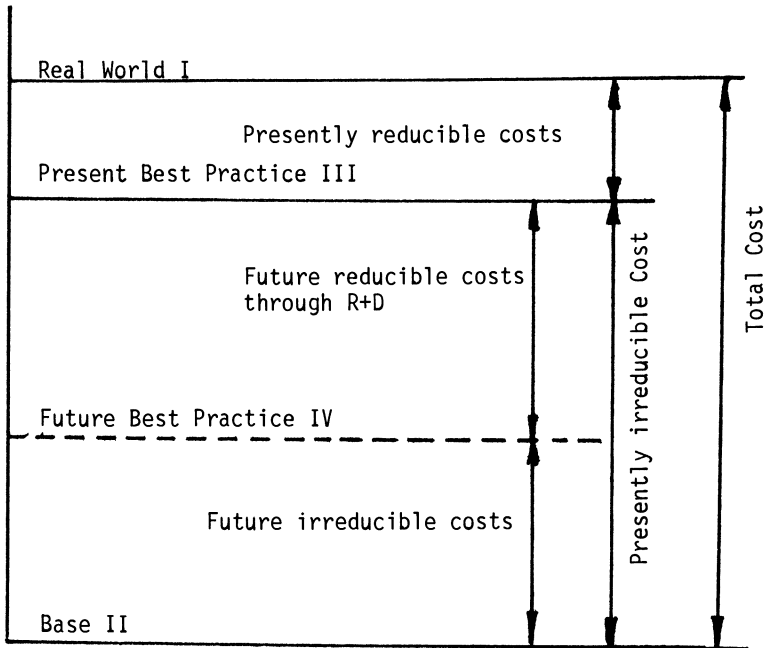 Real World I
Presently reducible costs
Present Best Practice III
Future reducible costs
through R+D
Future Best Practice IV
Future irreducible costs
Base II
Presently irreducible Cost
Total Cost